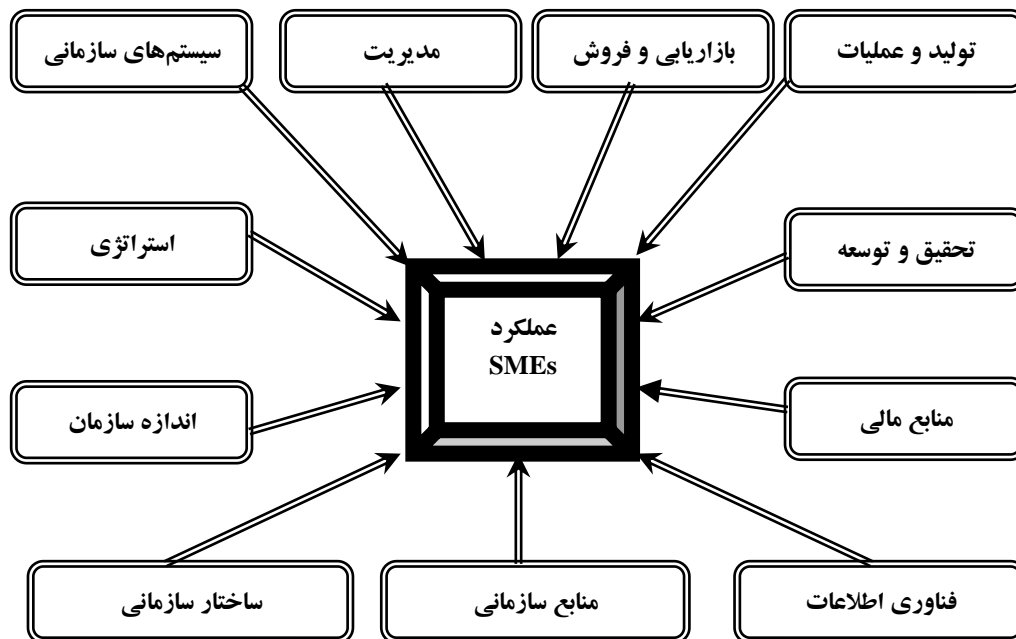 تولید و عملیات
بازاریابی و فروش
مدیریت
سیستم‌های سازمانی
تحقیق و توسعه
استراتژی
عملکرد
SMEs
منابع مالی
اندازه سازمان
فناوری اطلاعات
منابع سازمانی
ساختار سازمانی